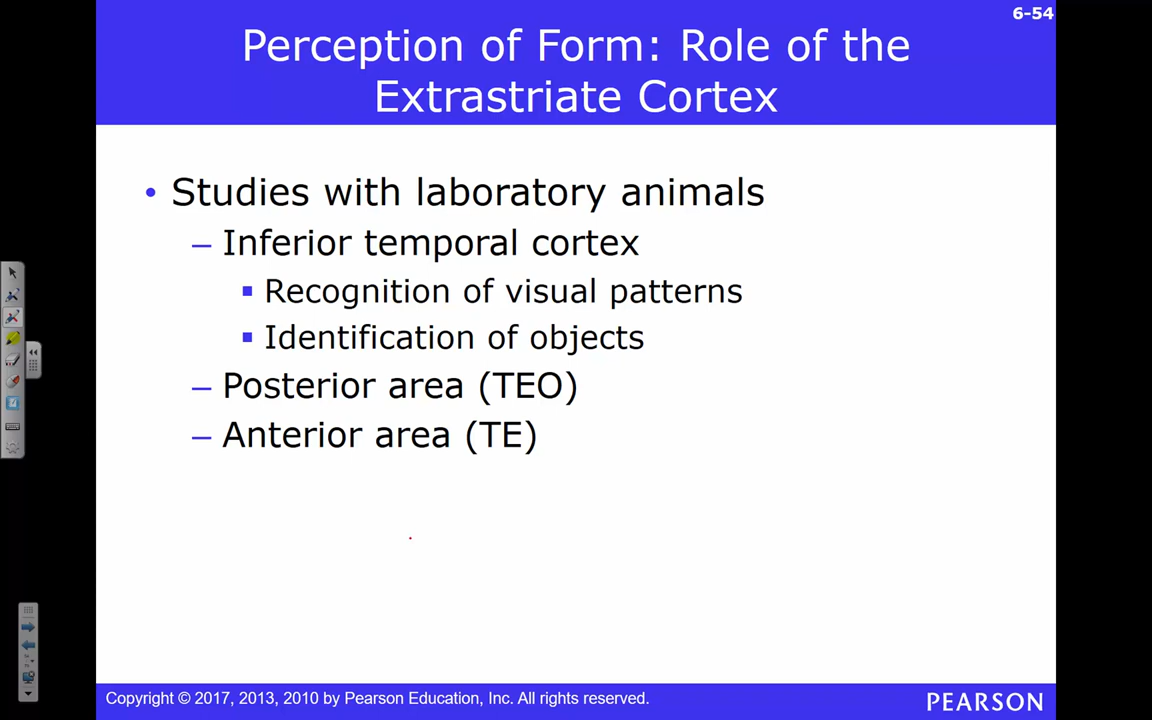 6-54
Perception of Form: Role of the
Extrastriate Cortex
• Studies with laboratory animals
– Inferior temporal cortex
▪ Recognition of visual patterns
▪ Identification of objects
– Posterior area (TEO)
– Anterior area (TE)
Copyright © 2017, 2013, 2010 by Pearson Education, Inc. All rights reserved.
PEARSON